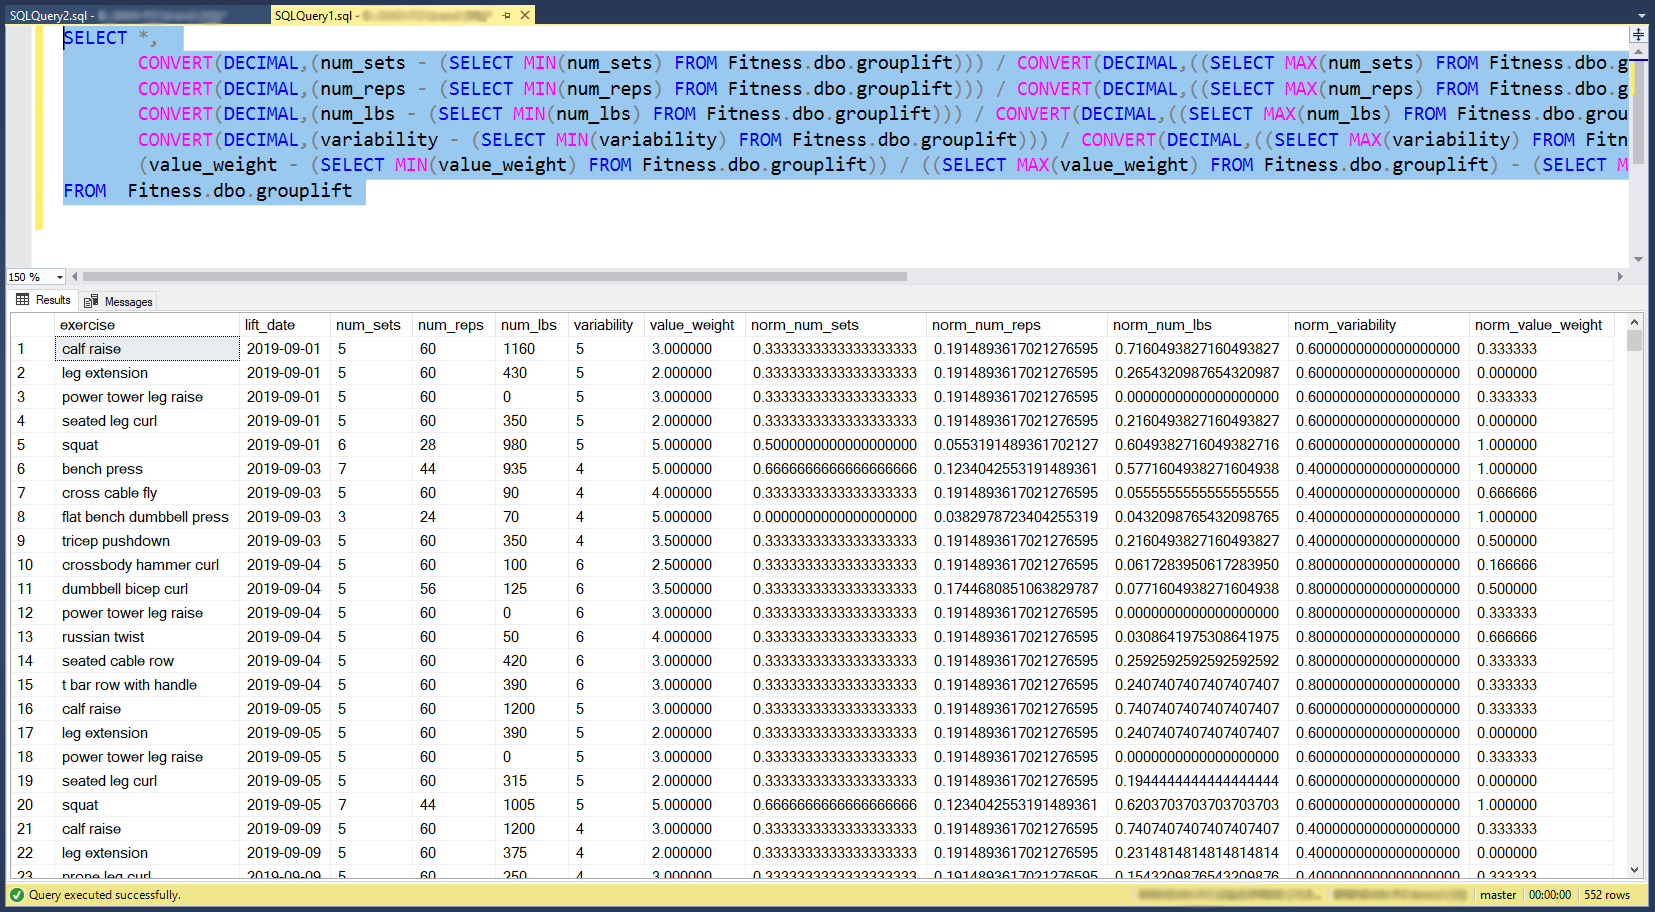 SQLQuery2.sql -
SQLQuery1.sql -
SELECT *,
CONVERT(DECIMAL,(num_sets - (SELECT MIN(num_sets) FROM Fitness.dbo.grouplift))) / CONVERT(DECIMAL,((SELECT MAX(num_sets) FROM Fitness.dbo.g
CONVERT(DECIMAL,(num_reps - (SELECT MIN(num_reps) FROM Fitness.dbo.grouplift))) / CONVERT(DECIMAL,((SELECT MAX(num_reps) FROM Fitness.dbo.g
CONVERT(DECIMAL,(num_lbs - (SELECT MIN(num_lbs) FROM Fitness.dbo.grouplift))) / CONVERT(DECIMAL,((SELECT MAX(num_lbs) FROM Fitness.dbo.grou
CONVERT(DECIMAL,(variability - (SELECT MIN(variability) FROM Fitness.dbo.grouplift))) / CONVERT(DECIMAL,((SELECT MAX(variability) FROM Fitn
(value_weight - (SELECT MIN(value_weight) FROM Fitness.dbo.grouplift)) / ((SELECT MAX(value_weight) FROM Fitness.dbo.grouplift) - (SELECT M
FROM Fitness.dbo.grouplift
150 %
Results Messages
exercise lift_date num_sets num_reps num_lbs variability value_weight norm_num_sets norm_num_reps norm_num_lbs norm_variability norm_value_weight
1 calf raise 2019-09-01 5 60 1160 5 3.000000 0.3333333333333333333 0.1914893617021276595 0.7160493827160493827 0.6000000000000000000 0.333333
2 leg extension 2019-09-01 5 60 430 5 2.000000 0.3333333333333333333 0.1914893617021276595 0.2654320987654320987 0.6000000000000000000 0.000000
3 power tower leg raise 2019-09-01 5 60 0 5 3.000000 0.3333333333333333333 0.1914893617021276595 0.0000000000000000000 0.6000000000000000000 0.333333
4 seated leg curl 2019-09-01 5 60 350 5 2.000000 0.3333333333333333333 0.1914893617021276595 0.2160493827160493827 0.6000000000000000000 0.000000
5 squat 2019-09-01 6 28 980 5 5.000000 0.5000000000000000000 0.0553191489361702127 0.6049382716049382716 0.6000000000000000000 1.000000
6 bench press 2019-09-03 7 44 935 4 5.000000 0.6666666666666666666 0.1234042553191489361 0.5771604938271604938 0.4000000000000000000 1.000000
7 cross cable fly 2019-09-03 5 60 90 4 4.000000 0.3333333333333333333 0.1914893617021276595 0.0555555555555555555 0.4000000000000000000 0.666666
8 flat bench dumbbell press 2019-09-03 3 24 70 4 5.000000 0.0000000000000000000 0.0382978723404255319 0.0432098765432098765 0.4000000000000000000 1.000000
9 tricep pushdown 2019-09-03 5 60 350 4 3.500000 0.3333333333333333333 0.1914893617021276595 0.2160493827160493827 0.4000000000000000000 0.500000
10 crossbody hammer curl 2019-09-04 5 60 100 6 2.500000 0.3333333333333333333 0.1914893617021276595 0.0617283950617283950 0.8000000000000000000 0.166666
11 dumbbell bicep curl 2019-09-04 5 56 125 6 3.500000 0.3333333333333333333 0.1744680851063829787 0.0771604938271604938 0.8000000000000000000 0.500000
12 power tower leg raise 2019-09-04 5 60 0 6 3.000000 0.3333333333333333333 0.1914893617021276595 0.0000000000000000000 0.8000000000000000000 0.333333
13 russian twist 2019-09-04 5 60 50 6 4.000000 0.3333333333333333333 0.1914893617021276595 0.0308641975308641975 0.8000000000000000000 0.666666
14 seated cable row 2019-09-04 5 60 420 6 3.000000 0.3333333333333333333 0.1914893617021276595 0.2592592592592592592 0.8000000000000000000 0.333333
15 t bar row with handle 2019-09-04 5 60 390 6 3.000000 0.3333333333333333333 0.1914893617021276595 0.2407407407407407407 0.8000000000000000000 0.333333
16 calf raise 2019-09-05 5 60 1200 5 3.000000 0.3333333333333333333 0.1914893617021276595 0.7407407407407407407 0.6000000000000000000 0.333333
17 leg extension 2019-09-05 5 60 390 5 2.000000 0.3333333333333333333 0.1914893617021276595 0.2407407407407407407 0.6000000000000000000 0.000000
18 power tower leg raise 2019-09-05 5 60 0 5 3.000000 0.3333333333333333333 0.1914893617021276595 0.0000000000000000000 0.6000000000000000000 0.333333
19 seated leg curl 2019-09-05 5 60 315 5 2.000000 0.3333333333333333333 0.1914893617021276595 0.1944444444444444444 0.6000000000000000000 0.000000
20 squat 2019-09-05 7 44 1005 5 5.000000 0.6666666666666666666 0.1234042553191489361 0.6203703703703703703 0.6000000000000000000 1.000000
21 calf raise 2019-09-09 5 60 1200 4 3.000000 0.3333333333333333333 0.1914893617021276595 0.7407407407407407407 0.4000000000000000000 0.333333
22 leg extension 2019-09-09 5 60 375 4 2.000000 0.3333333333333333333 0.1914893617021276595 0.2314814814814814814 0.4000000000000000000 0.000000
23 prone leg curl 2019-09-09 5 60 250 4 3.000000 0.3333333333333333333 0.1914893617021276595 0.1543209876543209876 0.4000000000000000000 0.333333
Query executed successfully. master 00:00:00 552 rows